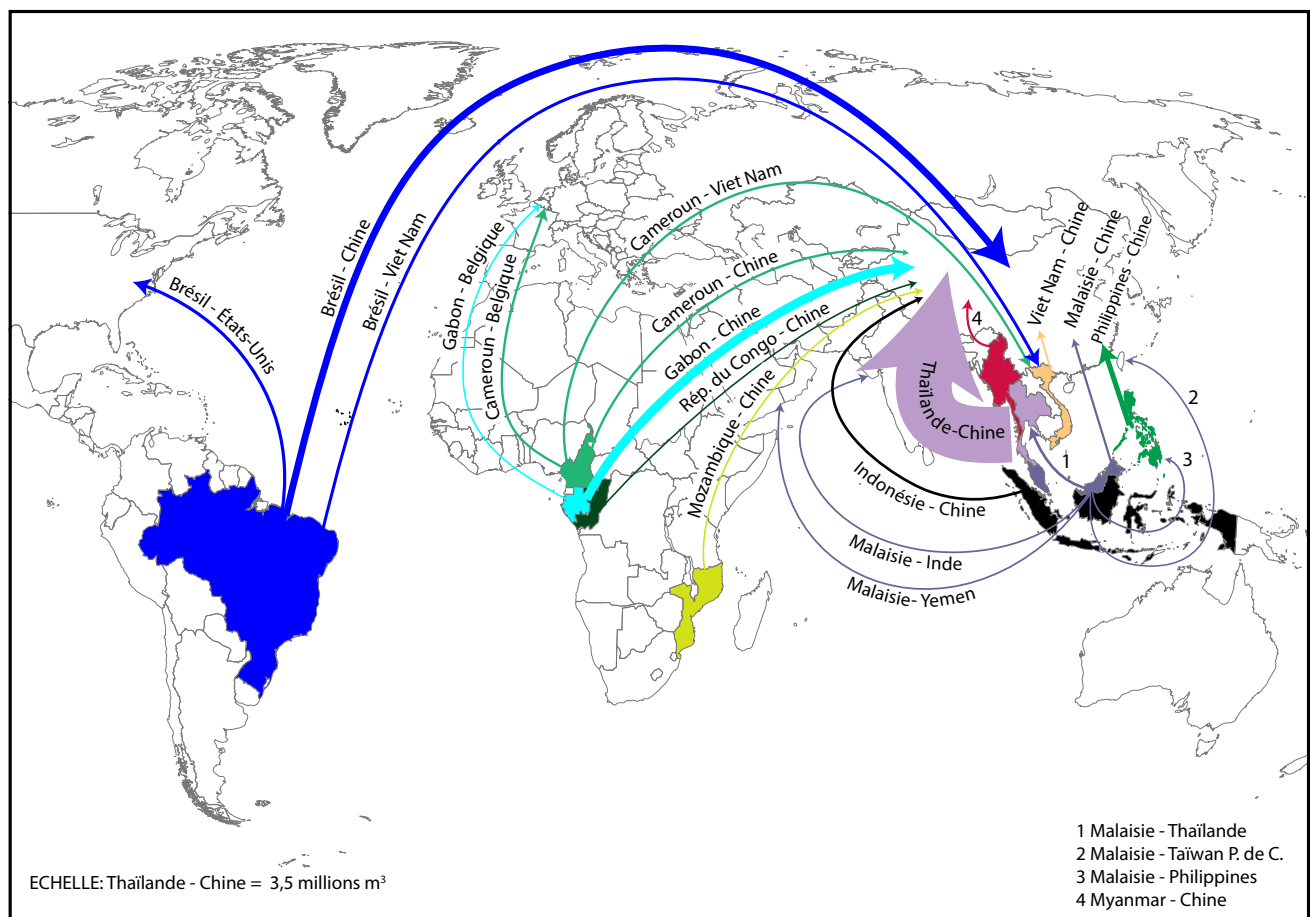 Brésil - États-Unis
Brésil - Chine
Brésil - Viet Nam
Gabon - Belgique
Cameroun - Belgique
Cameroun - Viet Nam
Cameroun - Chine
Gabon - Chine
Rép. du Congo - Chine
Mozambique - Chine
Indonésie - Chine
Malaisie - Inde
Malaisie- Yemen
Thaïlande-Chine
4
Viet Nam - Chine
Malaisie - Chine
Philippines - Chine
1
2
3
ECHELLE: Thaïlande - Chine = 3,5 millions m³
1 Malaisie - Thaïlande
2 Malaisie - Taïwan P. de C.
3 Malaisie - Philippines
4 Myanmar - Chine